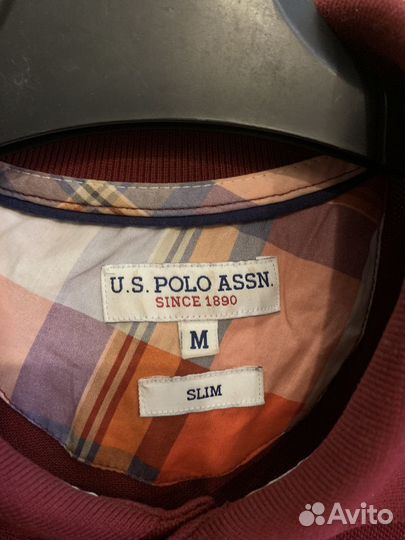 U.S. POLO ASSN.
SINCE 1890
M
SLIM
Avito